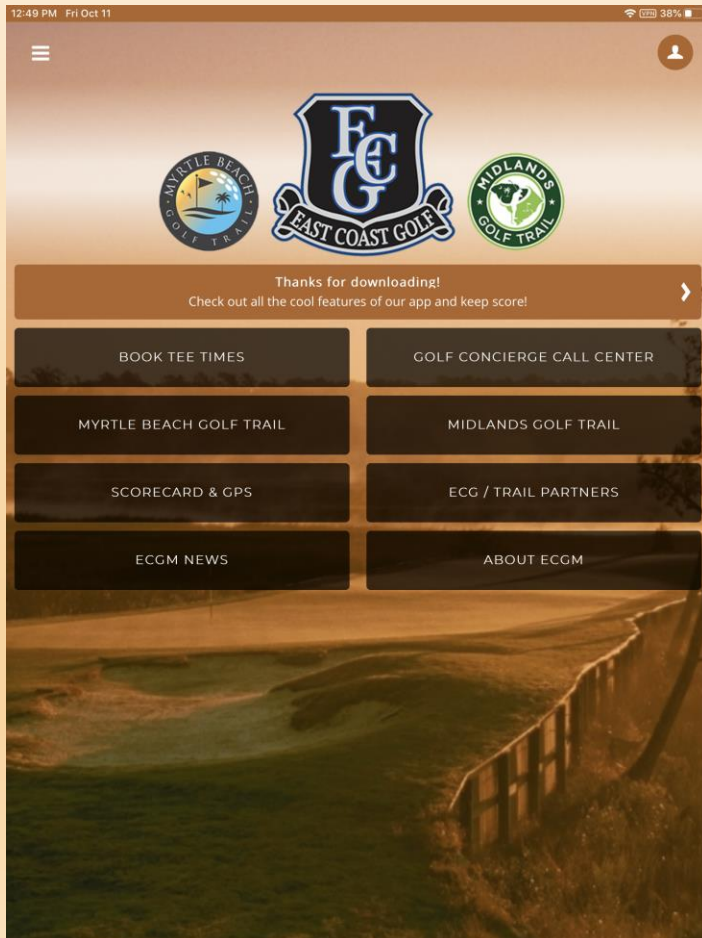 12:49 PM Fri Oct 11
VPN 38%
MYRTLE BEACH
GOLF TRAIL
ECG
EAST COAST GOLF
MIDLANDS
GOLF TRAIL
Thanks for downloading!
Check out all the cool features of our app and keep score!
BOOK TEE TIMES
GOLF CONCIERGE CALL CENTER
MYRTLE BEACH GOLF TRAIL
MIDLANDS GOLF TRAIL
SCORECARD & GPS
ECG / TRAIL PARTNERS
ECGM NEWS
ABOUT ECGM